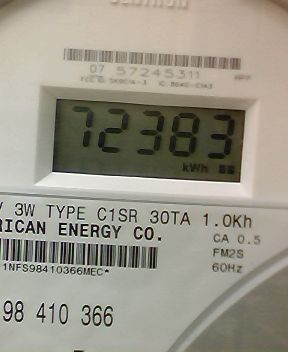 07 57245311
72383
kWh
V 3W TYPE C1SR 30TA 1.0Kh
RICAN ENERGY CO.
CA 0.5
FM2S
60Hz
1NFS98410366MEC*
98 410 366